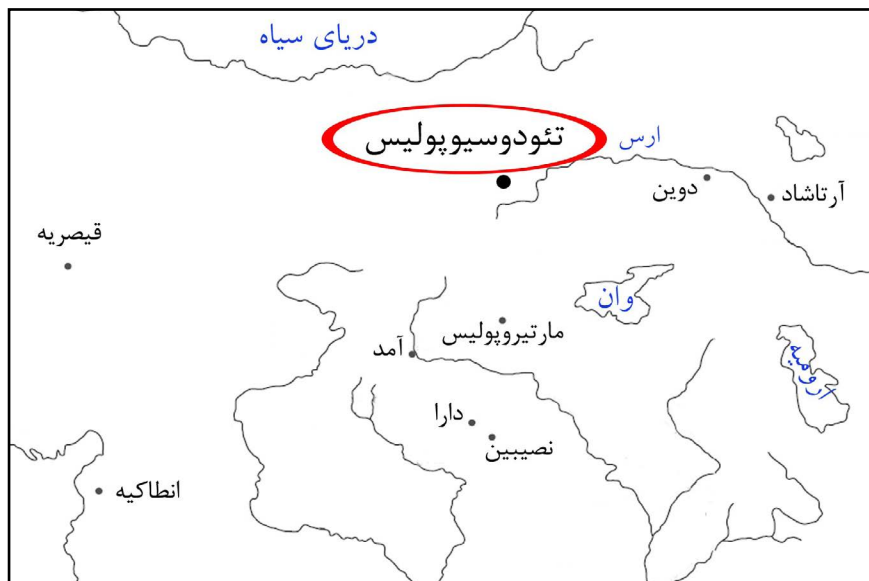 دریای سیاه
تئودوسیوپولیس
ارس
دوین
آرتاشاد
قیصریه
وان
مارتیروپولیس
آمد
ارومیه
دارا
نصیبین
انطاکیه